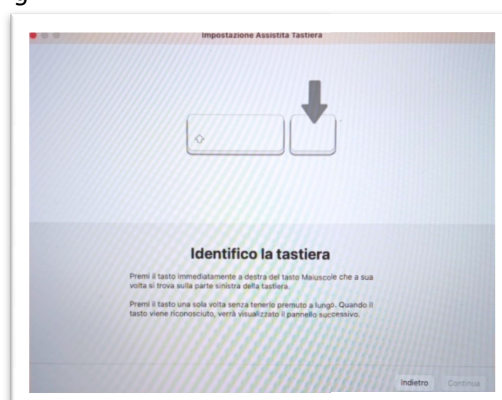 Impostazione Assistita Tastiera
Identifico la tastiera
Premi il tasto immediatamente a destra del tasto Maiuscole che a sua
volta si trova sulla parte sinistra della tastiera.
Premi il tasto una sola volta senza tenerlo premuto a lungo. Quando il
tasto viene riconosciuto, verrà visualizzato il pannello successivo.
Indietro Continua